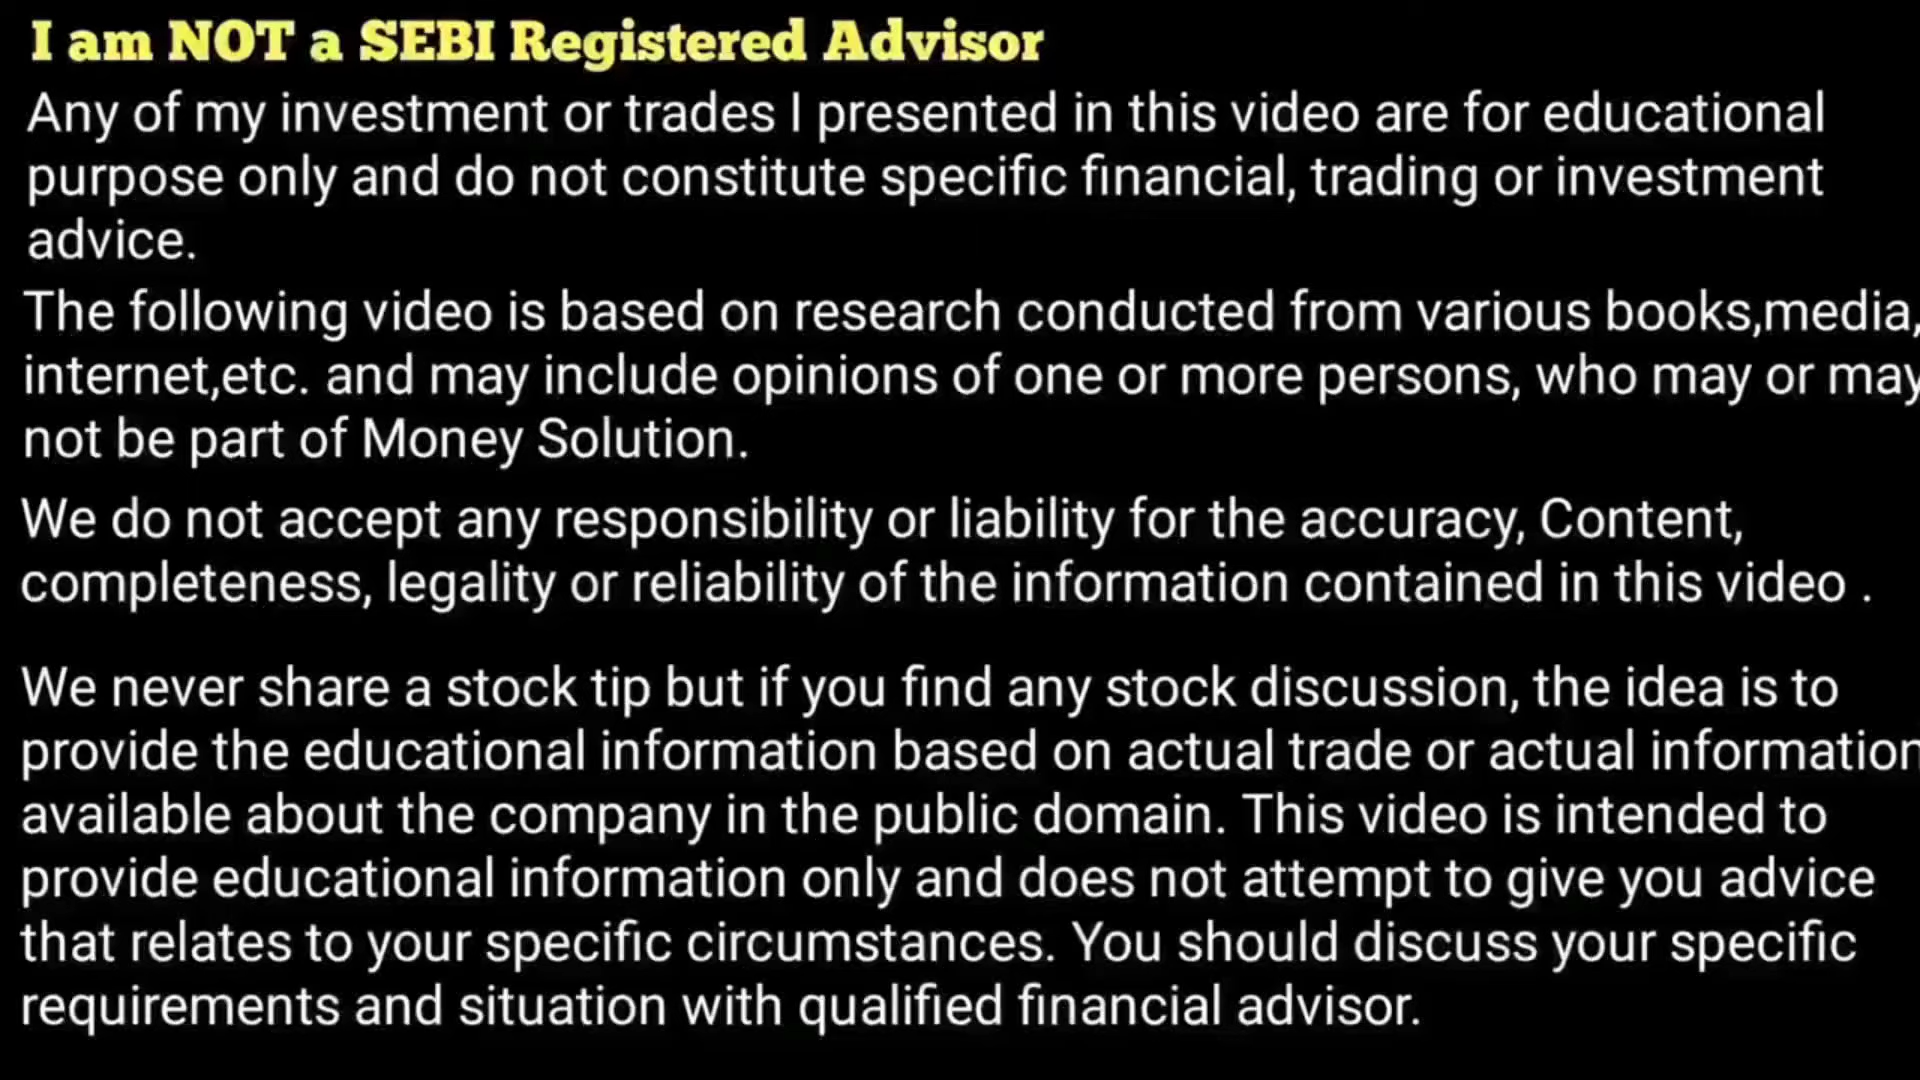 I am NOT a SEBI Registered Advisor
Any of my investment or trades I presented in this video are for educational
purpose only and do not constitute specific financial, trading or investment
advice.
The following video is based on research conducted from various books,media,
internet,etc. and may include opinions of one or more persons, who may or may
not be part of Money Solution.
We do not accept any responsibility or liability for the accuracy, Content,
completeness, legality or reliability of the information contained in this video .
We never share a stock tip but if you find any stock discussion, the idea is to
provide the educational information based on actual trade or actual information
available about the company in the public domain. This video is intended to
provide educational information only and does not attempt to give you advice
that relates to your specific circumstances. You should discuss your specific
requirements and situation with qualified financial advisor.